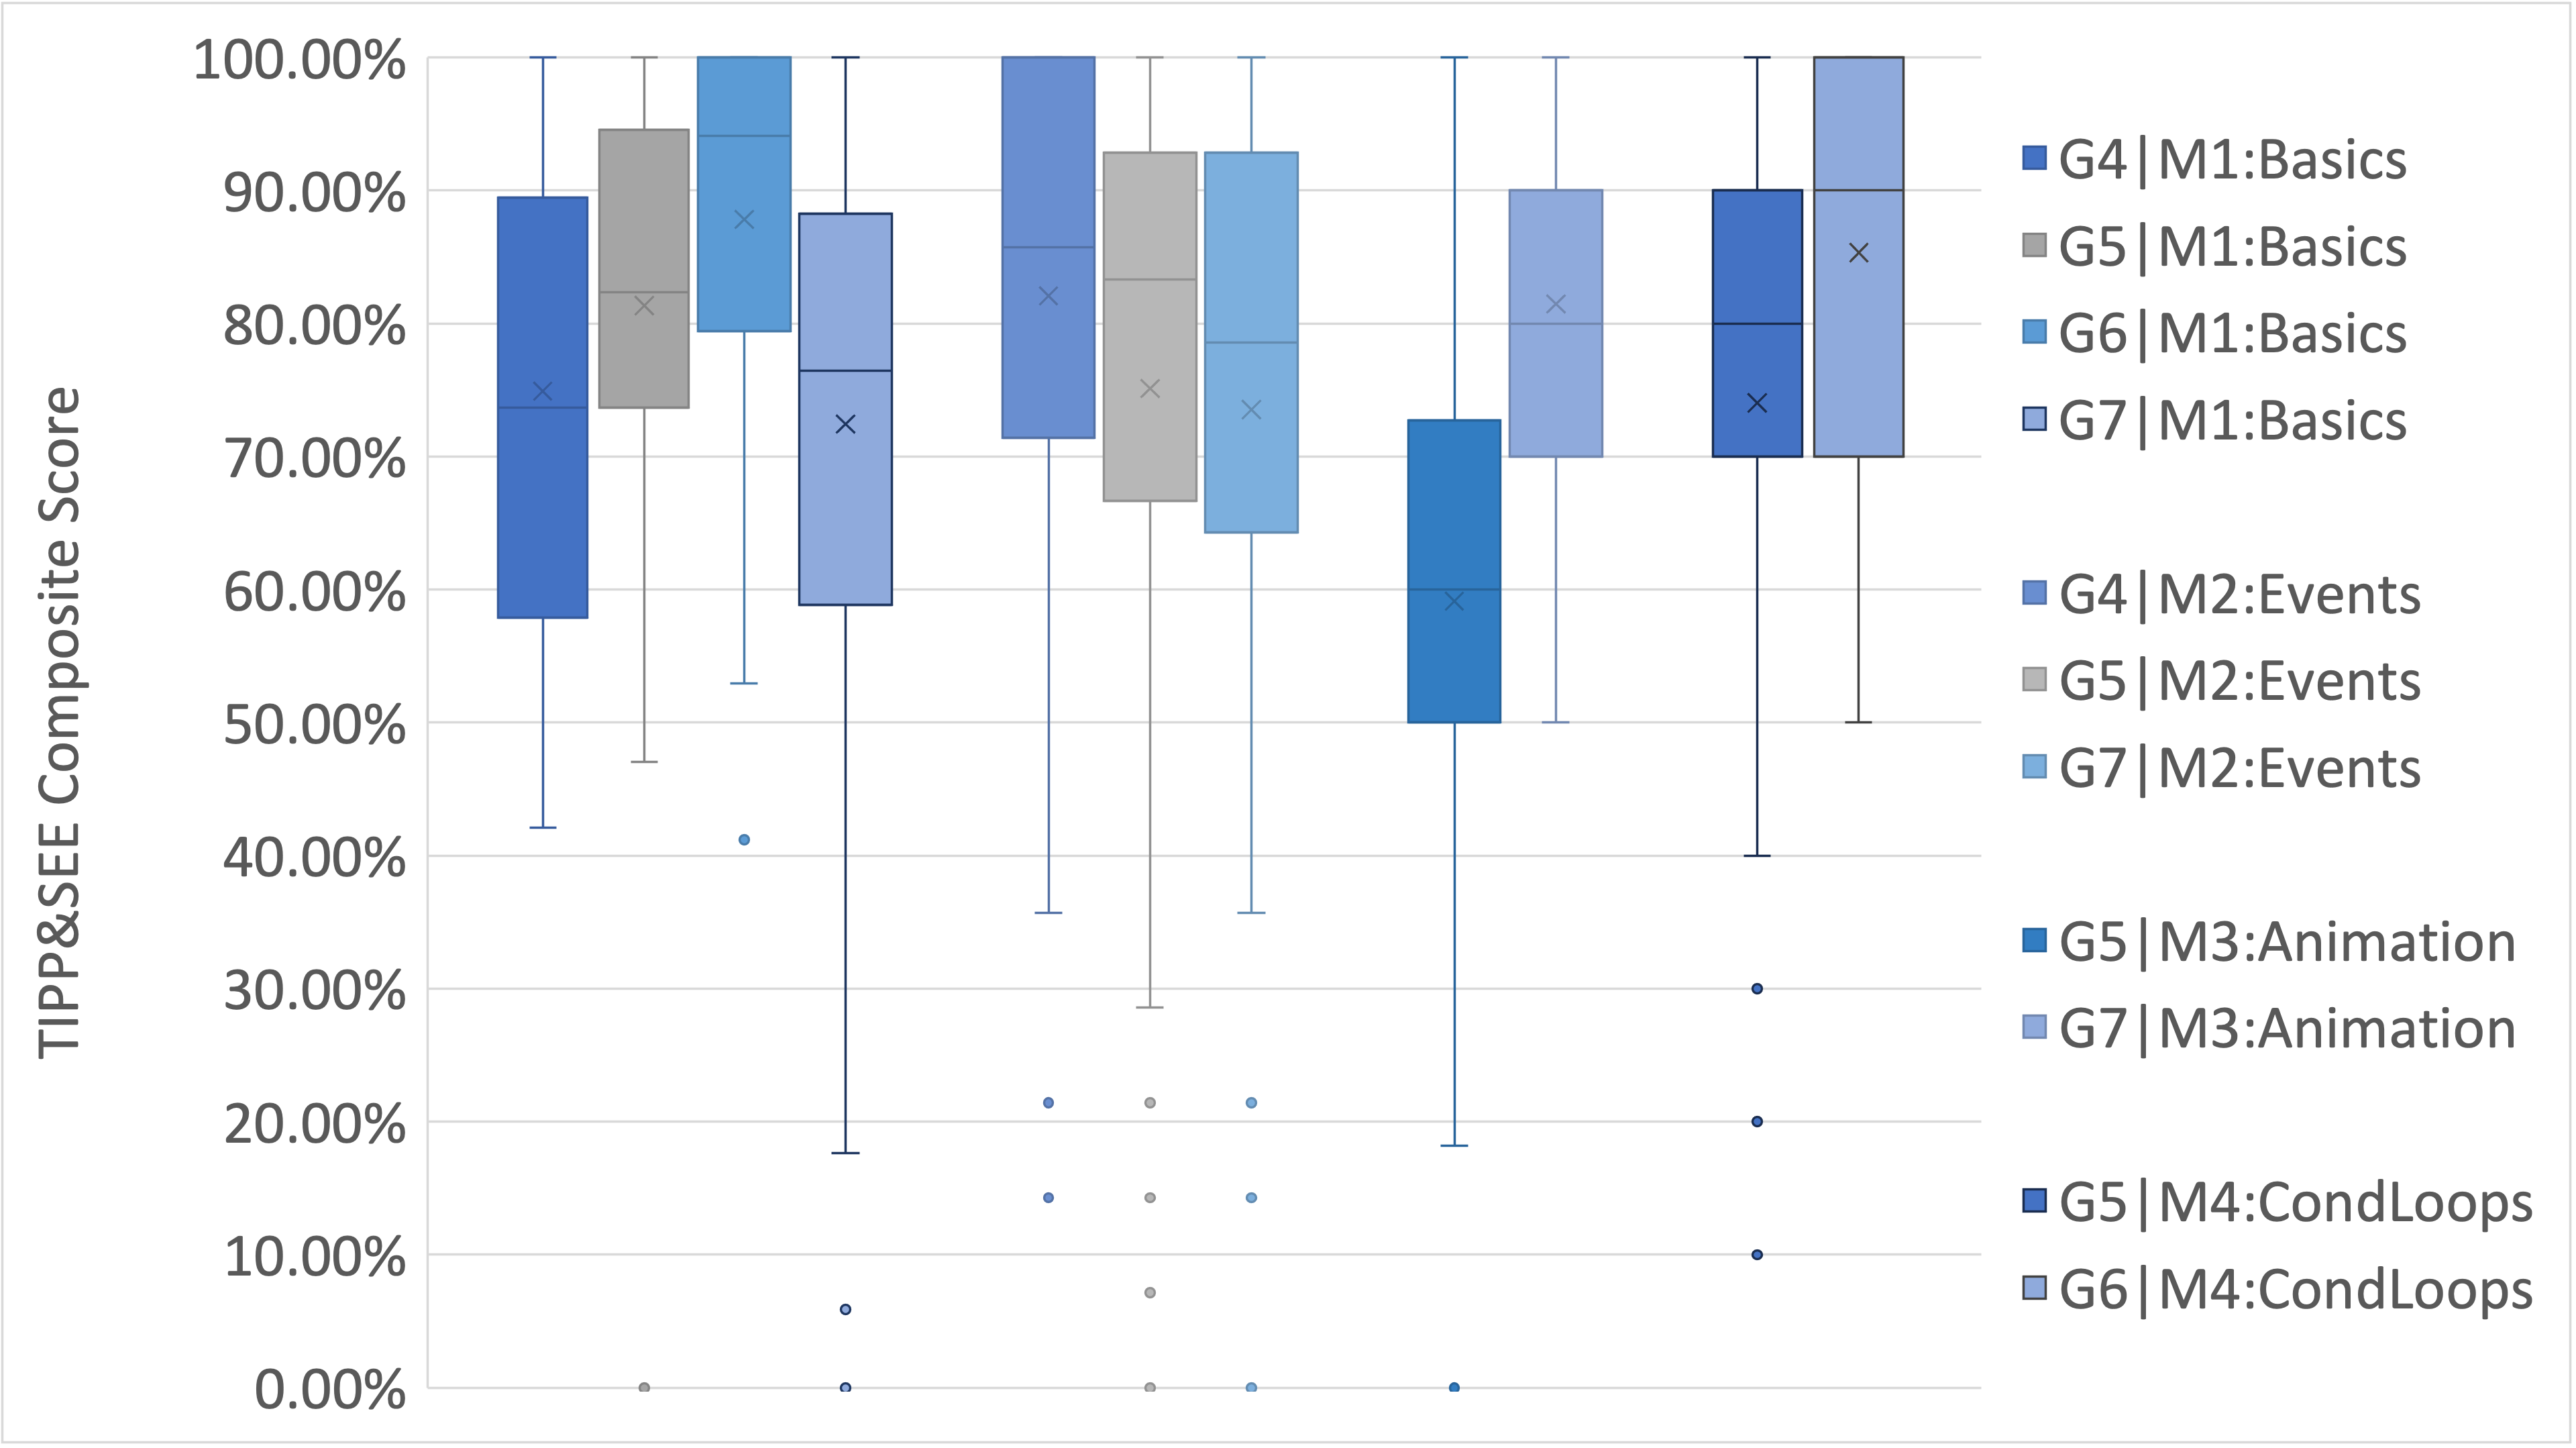 TIPP&SEE Composite Score
100.00%
90.00%
80.00%
70.00%
60.00%
50.00%
40.00%
30.00%
20.00%
10.00%
0.00%
G4|M1:Basics
G5|M1:Basics
G6|M1:Basics
G7|M1:Basics
G4|M2:Events
G5|M2:Events
G7|M2:Events
G5|M3:Animation
G7|M3:Animation
G5|M4:CondLoops
G6|M4:CondLoops